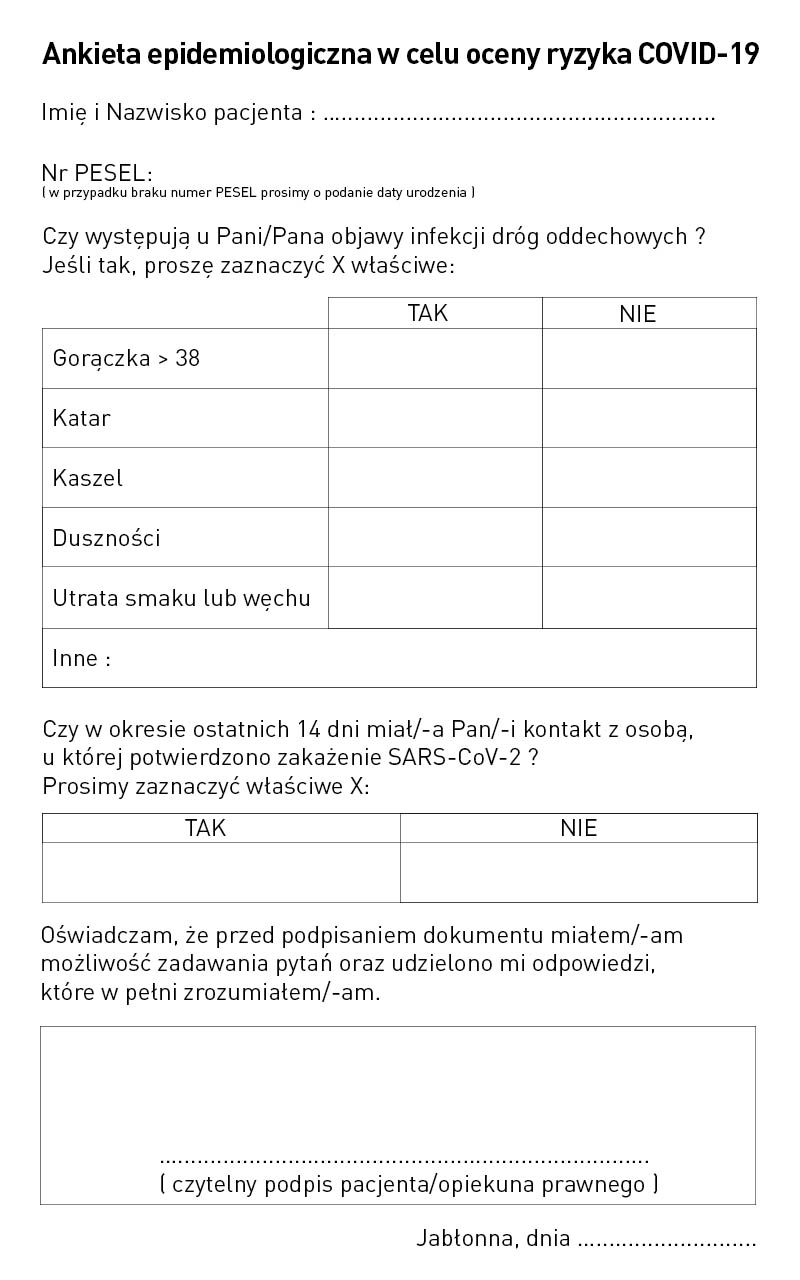 Ankieta epidemiologiczna w celu oceny ryzyka COVID-19
Imię i Nazwisko pacjenta : ..............................................................
Nr PESEL:
( w przypadku braku numer PESEL prosimy o podanie daty urodzenia )
Czy występują u Pani/Pana objawy infekcji dróg oddechowych ?
Jeśli tak, proszę zaznaczyć X właściwe:
TAK NIE
Gorączka > 38
Katar
Kaszel
Duszności
Utrata smaku lub węchu
Inne :
Czy w okresie ostatnich 14 dni miał/-a Pan/-i kontakt z osobą,
u której potwierdzono zakażenie SARS-CoV-2 ?
Prosimy zaznaczyć właściwe X:
TAK NIE
Oświadczam, że przed podpisaniem dokumentu miałem/-am
możliwość zadawania pytań oraz udzielono mi odpowiedzi,
które w pełni zrozumiałem/-am.
.............................................................................
( czytelny podpis pacjenta/opiekuna prawnego )
Jabłonna, dnia ............................